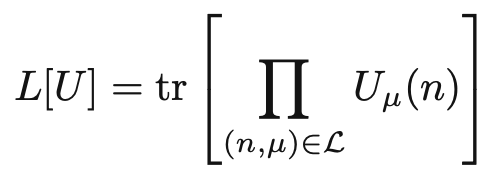 L[U] = tr [ ∏_{(n,μ)∈ℒ} U_μ(n) ]